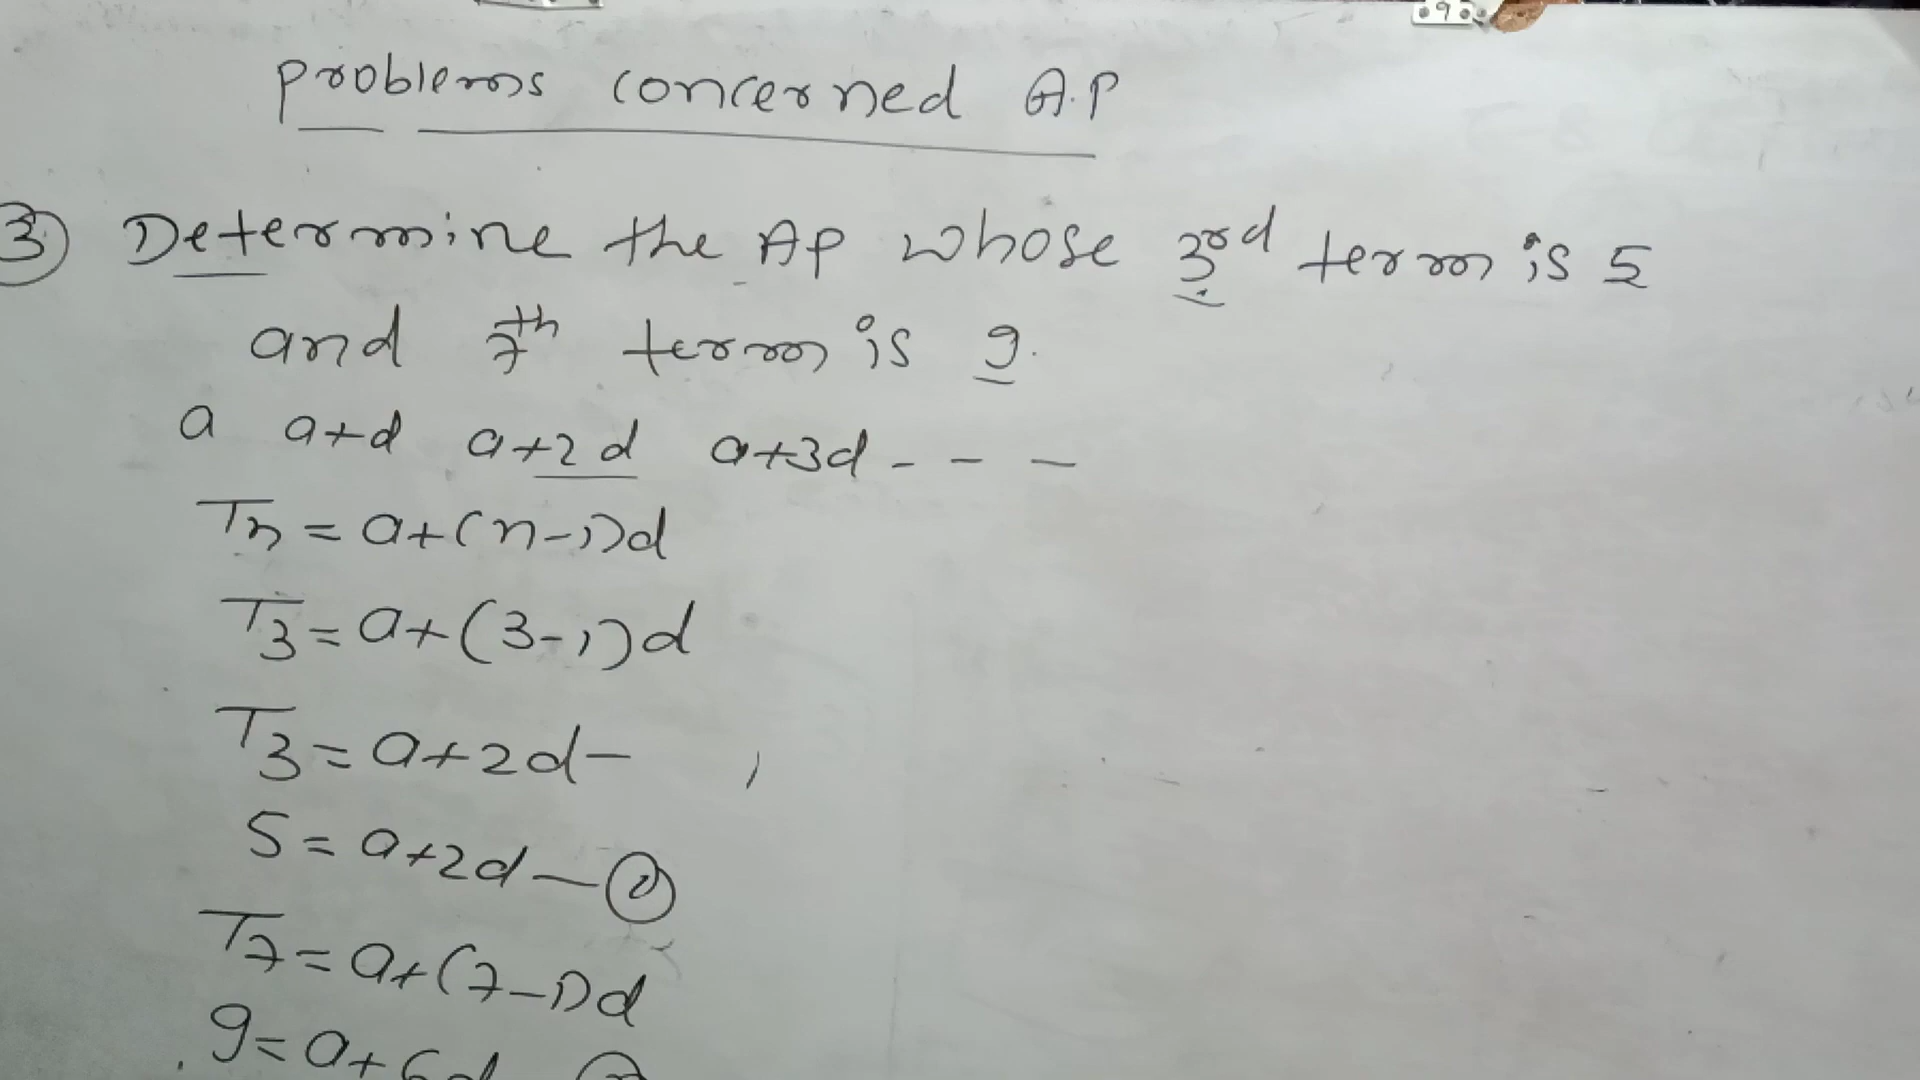 problems concerned A.P
3) Determine the AP whose 3rd term is 5
and 7th term is 9.
a a+d a+2d a+3d - - -
Tn = a+(n-1)d
T3 = a+(3-1)d
T3 = a+2d-
5 = a+2d — 1
T7 = a+(7-1)d
9 = a+6d